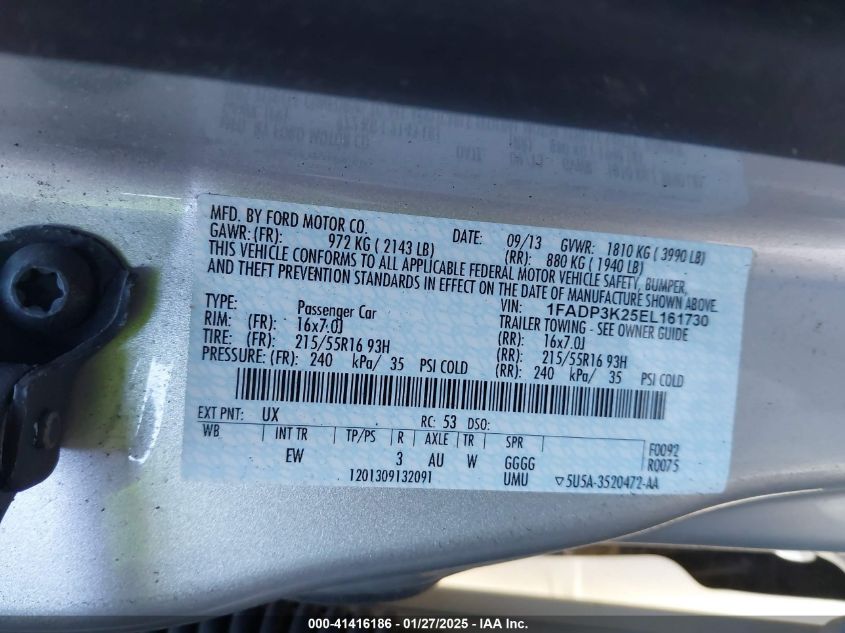 MFD. BY FORD MOTOR CO. DATE: 09/13 GVWR: 1810 KG ( 3990 LB)
GAWR: (FR): 972 KG ( 2143 LB) (RR): 880 KG ( 1940 LB)
THIS VEHICLE CONFORMS TO ALL APPLICABLE FEDERAL MOTOR VEHICLE SAFETY, BUMPER,
AND THEFT PREVENTION STANDARDS IN EFFECT ON THE DATE OF MANUFACTURE SHOWN ABOVE.
VIN: 1FADP3K25EL161730
TYPE: Passenger Car TRAILER TOWING - SEE OWNER GUIDE
RIM: (FR): 16x7.0J (RR): 16x7.0J
TIRE: (FR): 215/55R16 93H (RR): 215/55R16 93H
PRESSURE: (FR): 240 kPa/ 35 PSI COLD (RR): 240 kPa/ 35 PSI COLD
EXT PNT: UX RC: 53 DSO:
WB INT TR TP/PS R AXLE TR SPR F0092
EW 3 AU W GGGG R0075
1201309132091 UMU ▽5U5A-3520472-AA
000-41416186 — 01/27/2025 — IAA Inc.